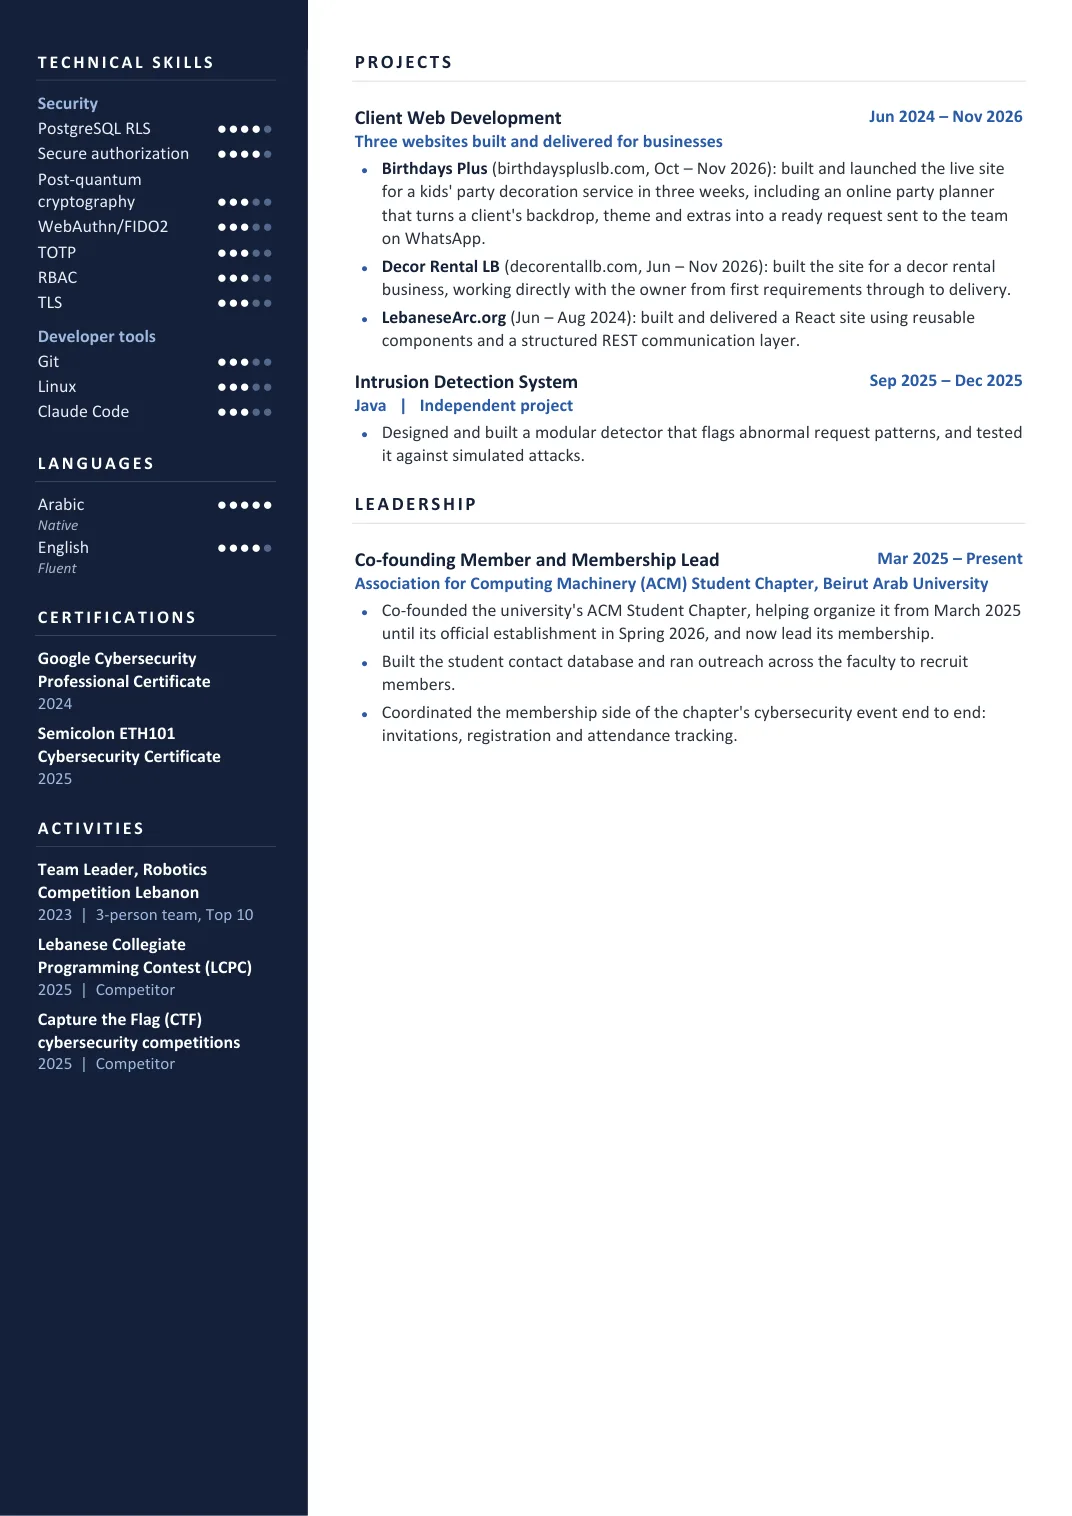 TECHNICAL SKILLS
Security
PostgreSQL RLS
Secure authorization
Post-quantum
cryptography
WebAuthn/FIDO2
TOTP
RBAC
TLS
Developer tools
Git
Linux
Claude Code
LANGUAGES
Arabic
Native
English
Fluent
CERTIFICATIONS
Google Cybersecurity
Professional Certificate
2024
Semicolon ETH101
Cybersecurity Certificate
2025
ACTIVITIES
Team Leader, Robotics
Competition Lebanon
2023 | 3-person team, Top 10
Lebanese Collegiate
Programming Contest (LCPC)
2025 | Competitor
Capture the Flag (CTF)
cybersecurity competitions
2025 | Competitor
PROJECTS
Client Web Development Jun 2024 – Nov 2026
Three websites built and delivered for businesses
• Birthdays Plus (birthdayspluslb.com, Oct – Nov 2026): built and launched the live site
for a kids' party decoration service in three weeks, including an online party planner
that turns a client's backdrop, theme and extras into a ready request sent to the team
on WhatsApp.
• Decor Rental LB (decorentallb.com, Jun – Nov 2026): built the site for a decor rental
business, working directly with the owner from first requirements through to delivery.
• LebaneseArc.org (Jun – Aug 2024): built and delivered a React site using reusable
components and a structured REST communication layer.
Intrusion Detection System Sep 2025 – Dec 2025
Java | Independent project
• Designed and built a modular detector that flags abnormal request patterns, and tested
it against simulated attacks.
LEADERSHIP
Co-founding Member and Membership Lead Mar 2025 – Present
Association for Computing Machinery (ACM) Student Chapter, Beirut Arab University
• Co-founded the university's ACM Student Chapter, helping organize it from March 2025
until its official establishment in Spring 2026, and now lead its membership.
• Built the student contact database and ran outreach across the faculty to recruit
members.
• Coordinated the membership side of the chapter's cybersecurity event end to end:
invitations, registration and attendance tracking.